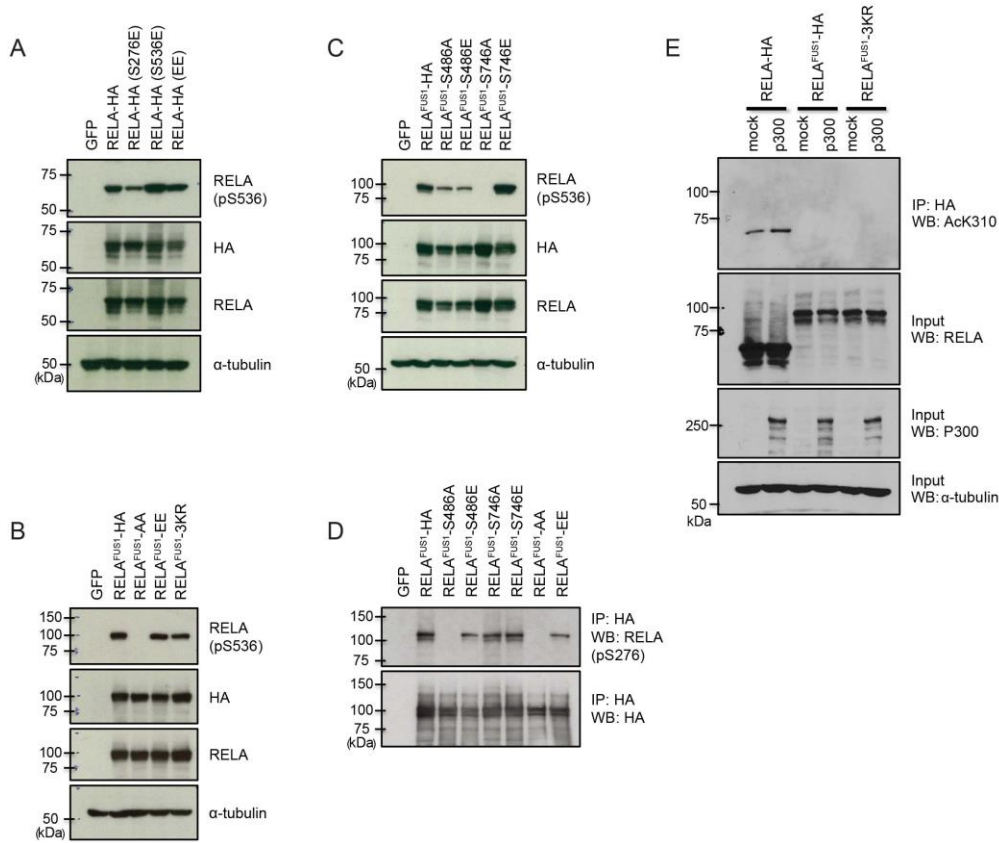 A
GFP
RELA-HA
RELA-HA (S276E)
RELA-HA (S536E)
RELA-HA (EE)
75
50
RELA
(pS536)
75
50
HA
75
50
RELA
50
(kDa)
α-tubulin
B
GFP
RELAFUS1-HA
RELAFUS1-AA
RELAFUS1-EE
RELAFUS1-3KR
150
100
75
RELA
(pS536)
100
75
HA
100
75
RELA
50
(kDa)
α-tubulin
C
GFP
RELAFUS1-HA
RELAFUS1-S486A
RELAFUS1-S486E
RELAFUS1-S746A
RELAFUS1-S746E
100
75
RELA
(pS536)
100
75
HA
100
75
RELA
50
(kDa)
α-tubulin
D
GFP
RELAFUS1-HA
RELAFUS1-S486A
RELAFUS1-S486E
RELAFUS1-S746A
RELAFUS1-S746E
RELAFUS1-AA
RELAFUS1-EE
150
100
75
IP: HA
WB: RELA
(pS276)
150
100
75
(kDa)
IP: HA
WB: HA
E
RELA-HA
RELAFUS1-HA
RELAFUS1-3KR
mock
p300
mock
p300
mock
p300
100
75
IP: HA
WB: AcK310
100
75
Input
WB: RELA
250
Input
WB: P300
50
kDa
Input
WB: α-tubulin